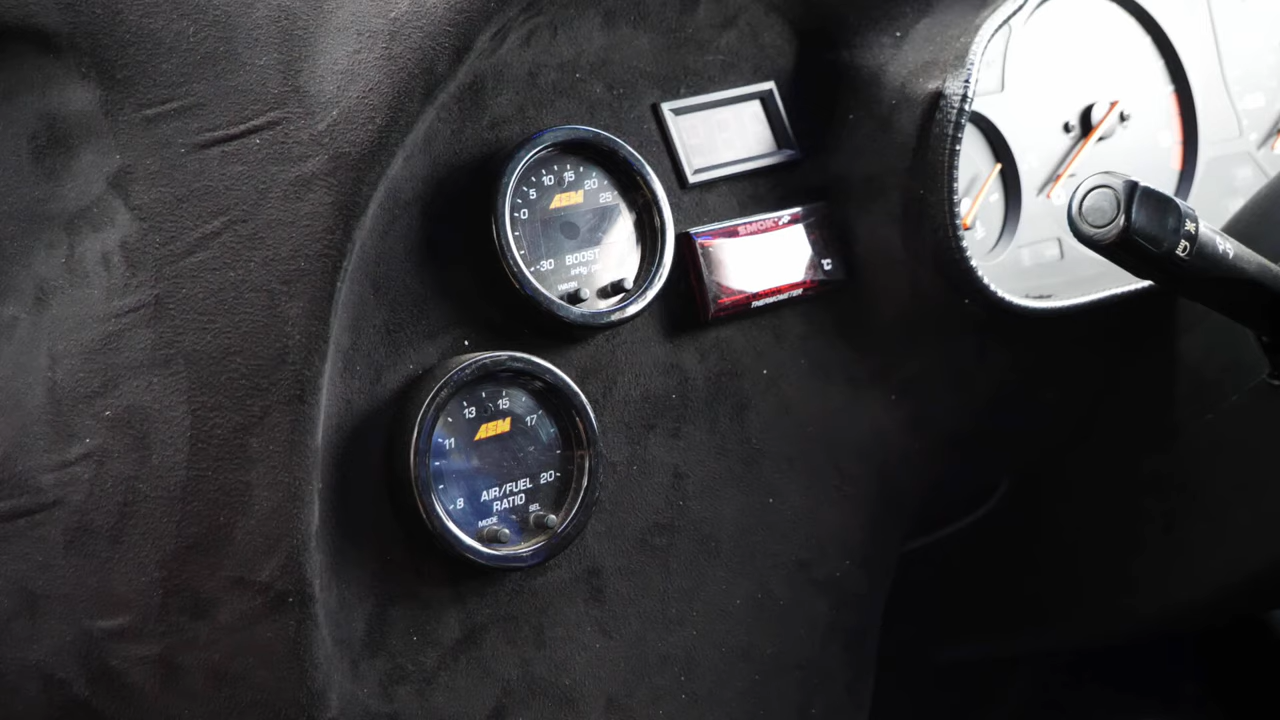 0 5 10 15 20 25
AEM
-30 BOOST
inHg/psi
WARN
SMOK
°C
THERMOMETER
8 11 13 15 17 20
AEM
AIR/FUEL
RATIO
MODE SEL